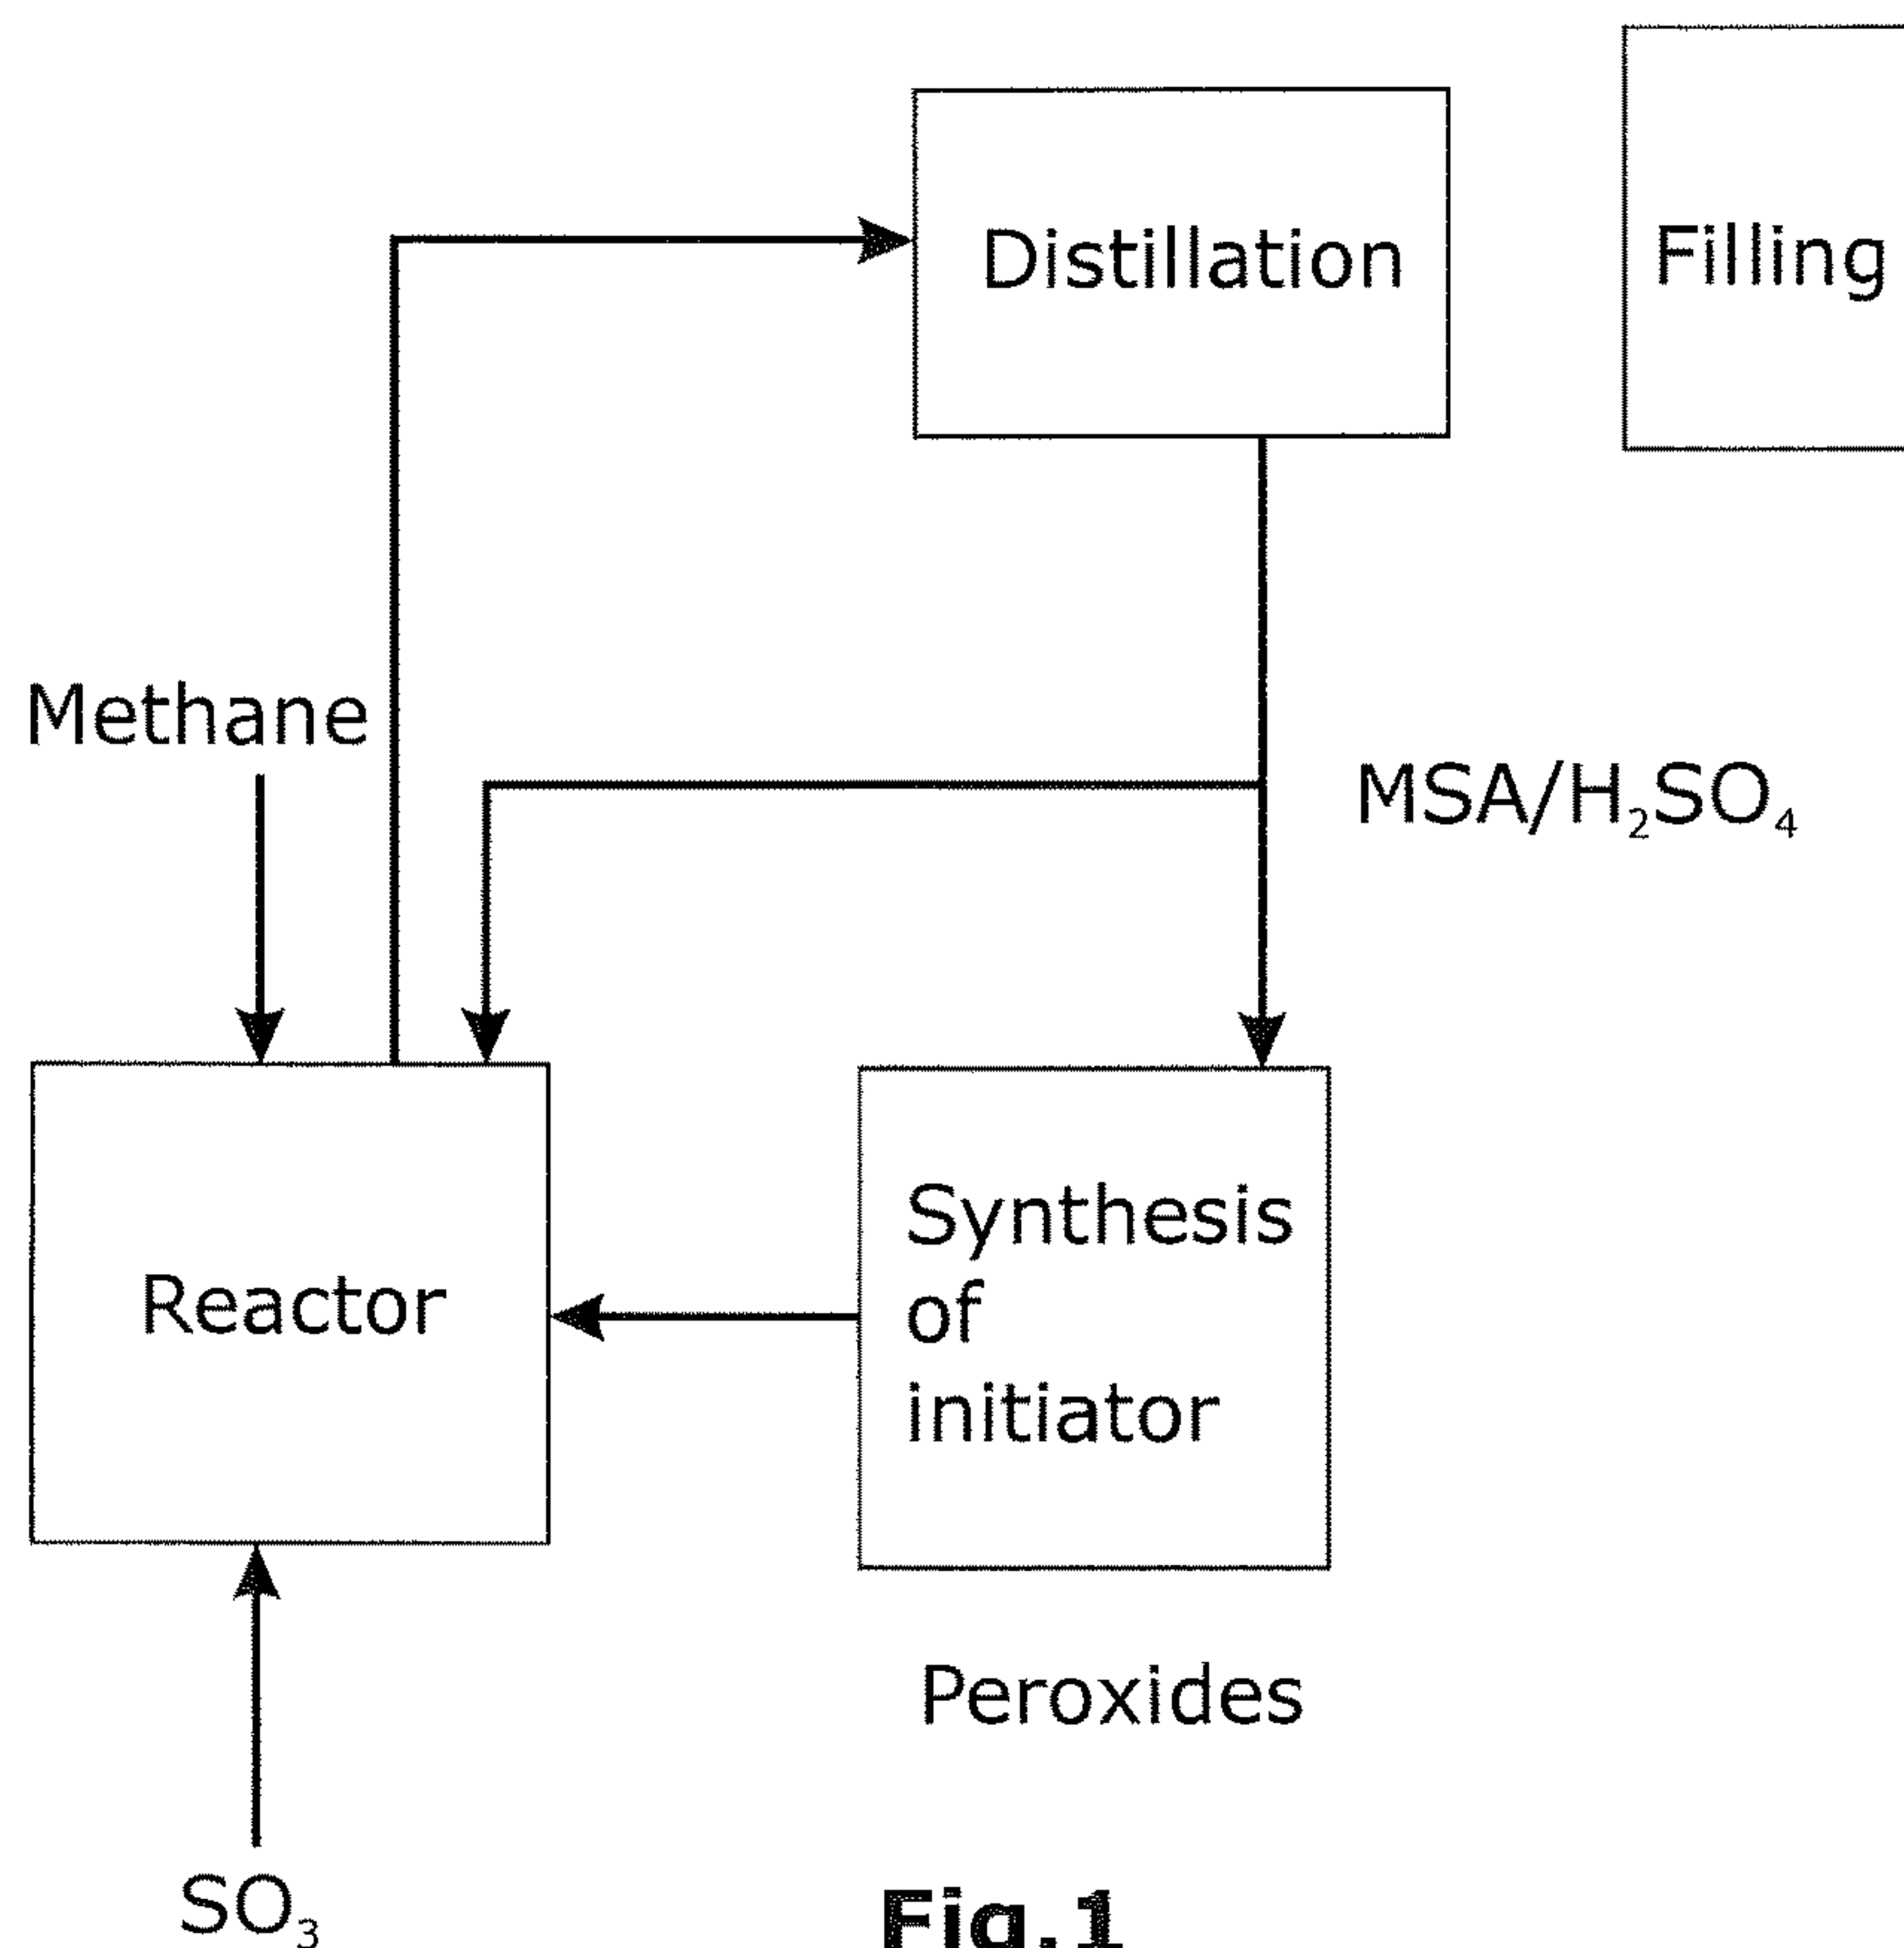 Distillation
Filling
Methane
MSA/H₂SO₄
Reactor
Synthesis
of
initiator
Peroxides
SO₃
Fig.1